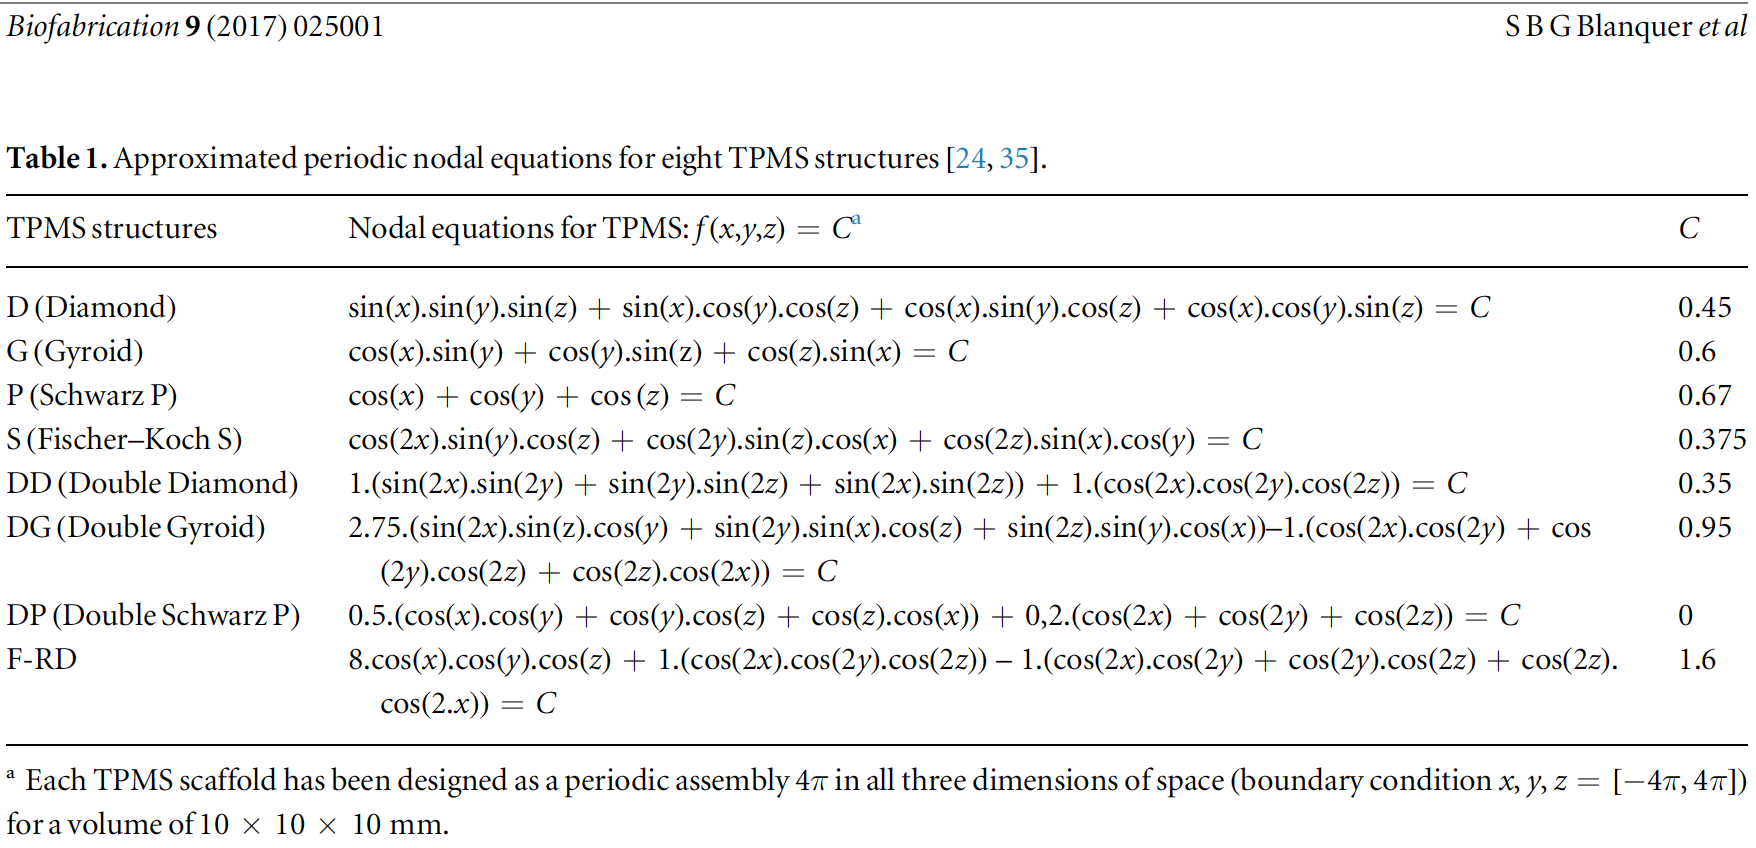 Biofabrication 9 (2017) 025001 S B G Blanquer et al
Table 1. Approximated periodic nodal equations for eight TPMS structures [24, 35].
TPMS structures Nodal equations for TPMS: f (x,y,z) = Cᵃ C
D (Diamond) sin(x).sin(y).sin(z) + sin(x).cos(y).cos(z) + cos(x).sin(y).cos(z) + cos(x).cos(y).sin(z) = C 0.45
G (Gyroid) cos(x).sin(y) + cos(y).sin(z) + cos(z).sin(x) = C 0.6
P (Schwarz P) cos(x) + cos(y) + cos (z) = C 0.67
S (Fischer–Koch S) cos(2x).sin(y).cos(z) + cos(2y).sin(z).cos(x) + cos(2z).sin(x).cos(y) = C 0.375
DD (Double Diamond) 1.(sin(2x).sin(2y) + sin(2y).sin(2z) + sin(2x).sin(2z)) + 1.(cos(2x).cos(2y).cos(2z)) = C 0.35
DG (Double Gyroid) 2.75.(sin(2x).sin(z).cos(y) + sin(2y).sin(x).cos(z) + sin(2z).sin(y).cos(x))–1.(cos(2x).cos(2y) + cos 0.95
(2y).cos(2z) + cos(2z).cos(2x)) = C
DP (Double Schwarz P) 0.5.(cos(x).cos(y) + cos(y).cos(z) + cos(z).cos(x)) + 0,2.(cos(2x) + cos(2y) + cos(2z)) = C 0
F-RD 8.cos(x).cos(y).cos(z) + 1.(cos(2x).cos(2y).cos(2z)) – 1.(cos(2x).cos(2y) + cos(2y).cos(2z) + cos(2z). 1.6
cos(2.x)) = C
ᵃ Each TPMS scaffold has been designed as a periodic assembly 4π in all three dimensions of space (boundary condition x, y, z = [−4π, 4π])
for a volume of 10 × 10 × 10 mm.